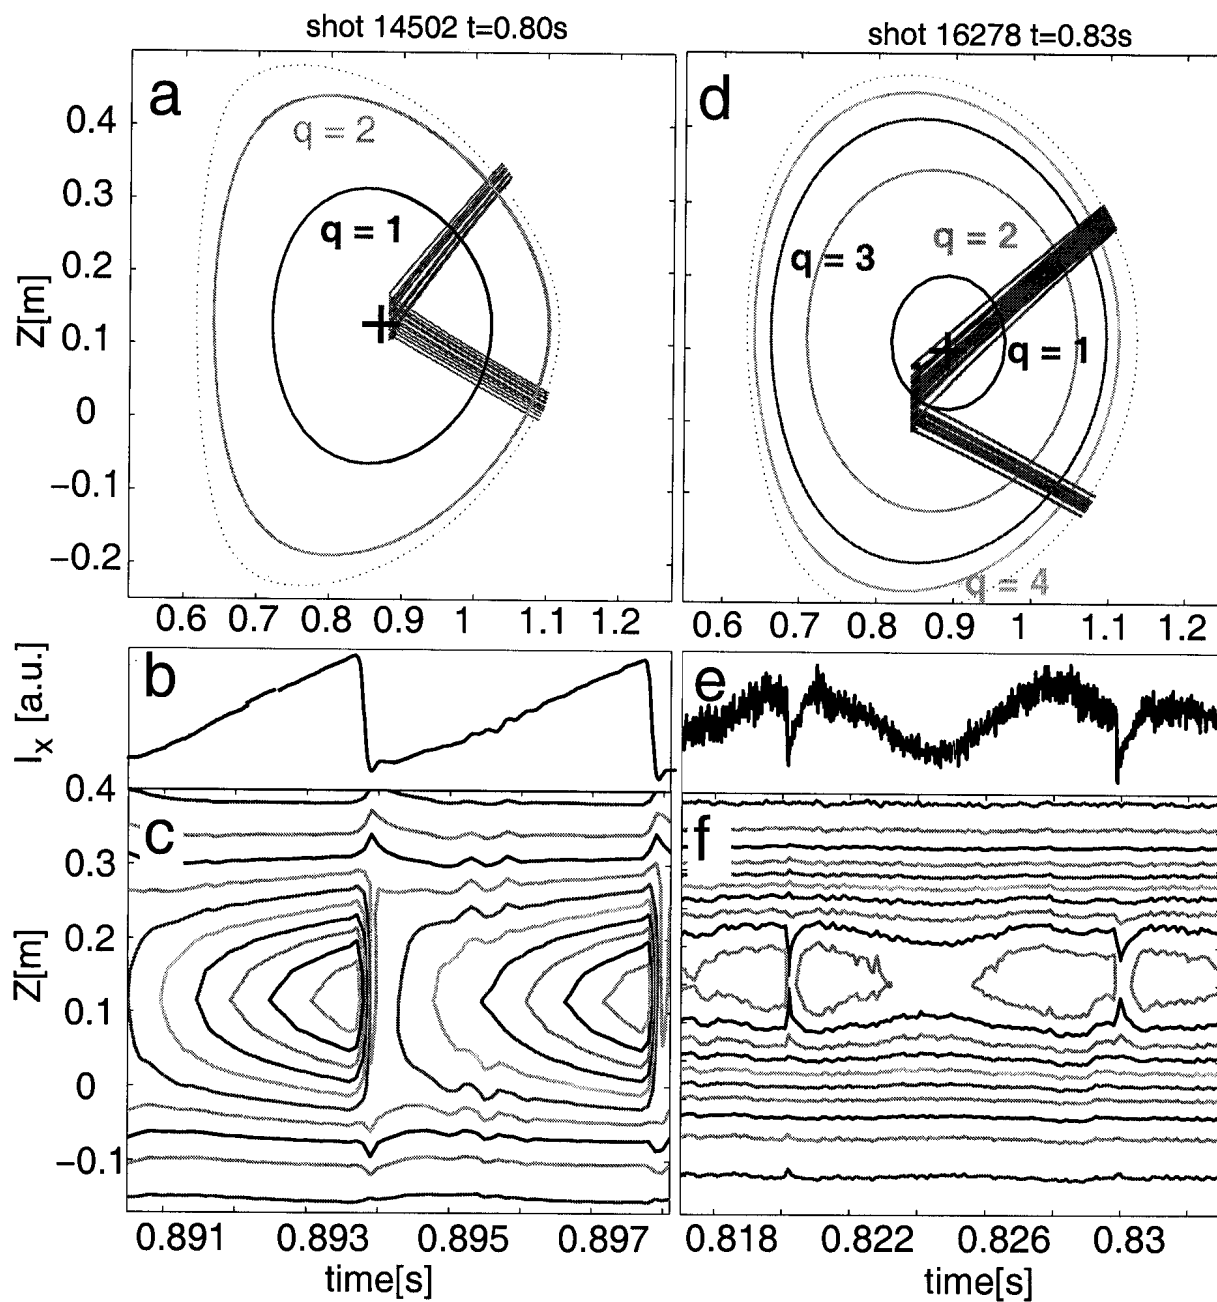 shot 14502 t=0.80s
shot 16278 t=0.83s
a
d
q = 2
q = 1
q = 2
q = 3
q = 1
q = 4
Z[m]
0.4
0.3
0.2
0.1
0
−0.1
−0.2
0.6 0.7 0.8 0.9 1 1.1 1.2
0.6 0.7 0.8 0.9 1 1.1 1.2
b
e
I_x [a.u.]
c
f
Z[m]
0.4
0.3
0.2
0.1
0
−0.1
0.891 0.893 0.895 0.897
0.818 0.822 0.826 0.83
time[s]
time[s]